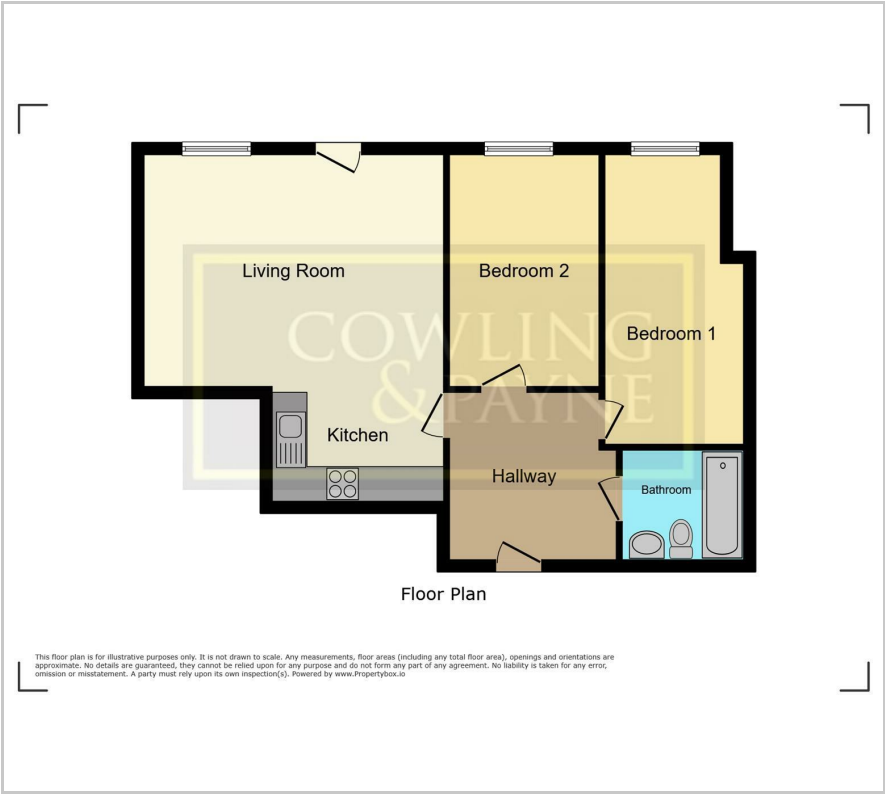 Living Room
Bedroom 2
Bedroom 1
COWLING
& PAYNE
Kitchen
Hallway
Bathroom
Floor Plan
This floor plan is for illustrative purposes only. It is not drawn to scale. Any measurements, floor areas (including any total floor area), openings and orientations are
approximate. No details are guaranteed, they cannot be relied upon for any purpose and do not form any part of any agreement. No liability is taken for any error,
omission or misstatement. A party must rely upon its own inspection(s). Powered by www.Propertybox.io